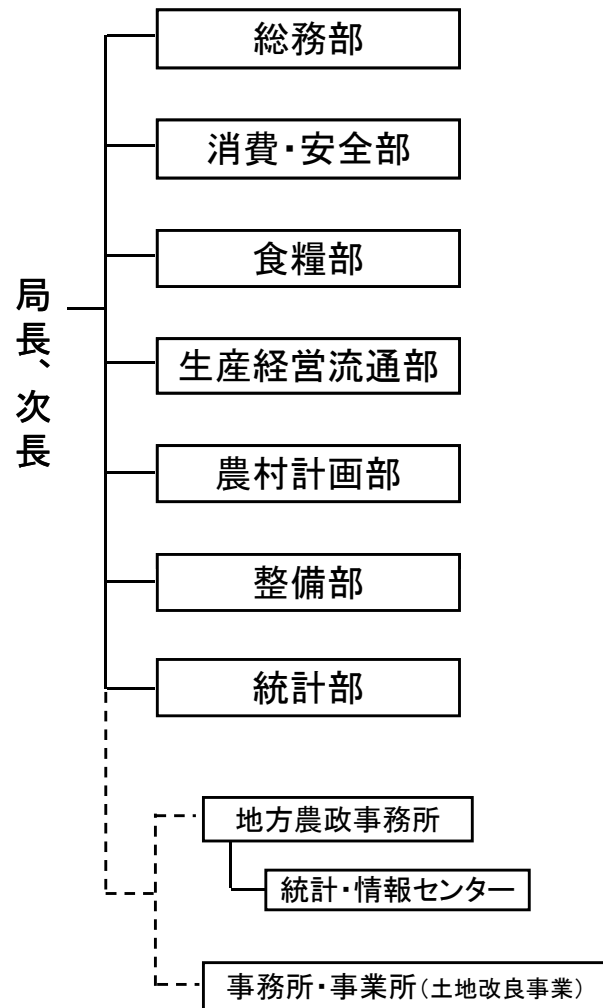 総務部
消費・安全部
食糧部
局長、次長
生産経営流通部
農村計画部
整備部
統計部
地方農政事務所
統計・情報センター
事務所・事業所（土地改良事業）